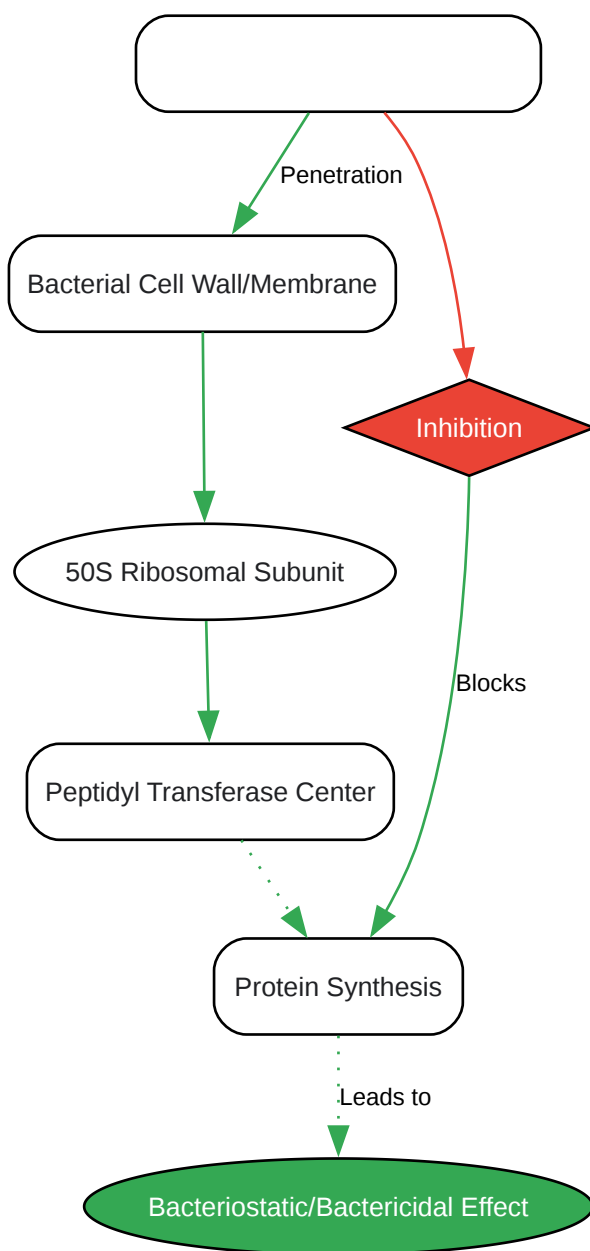 Penetration
Bacterial Cell Wall/Membrane
Inhibition
50S Ribosomal Subunit
Blocks
Peptidyl Transferase Center
Protein Synthesis
Leads to
Bacteriostatic/Bactericidal Effect